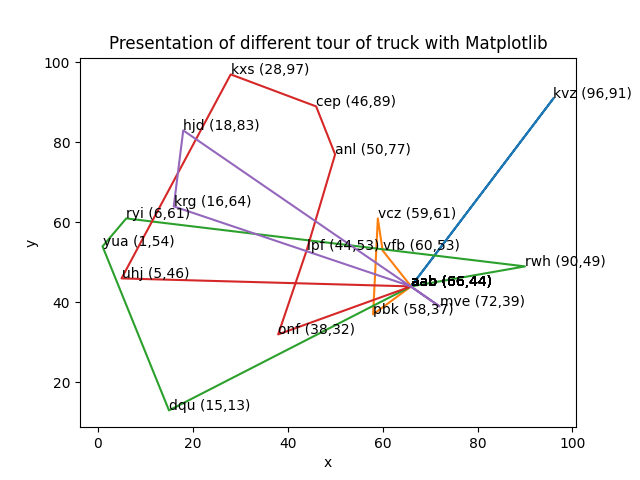 Presentation of different tour of truck with Matplotlib
100
80
60
40
20
y
kxs (28,97)
kvz (96,91)
cep (46,89)
hjd (18,83)
anl (50,77)
krg (16,64)
ryi (6,61)
vcz (59,61)
yua (1,54)
lpf (44,53)
vfb (60,53)
rwh (90,49)
uhj (5,46)
aab (66,44)
mve (72,39)
pbk (58,37)
onf (38,32)
dqu (15,13)
0
20
40
60
80
100
x